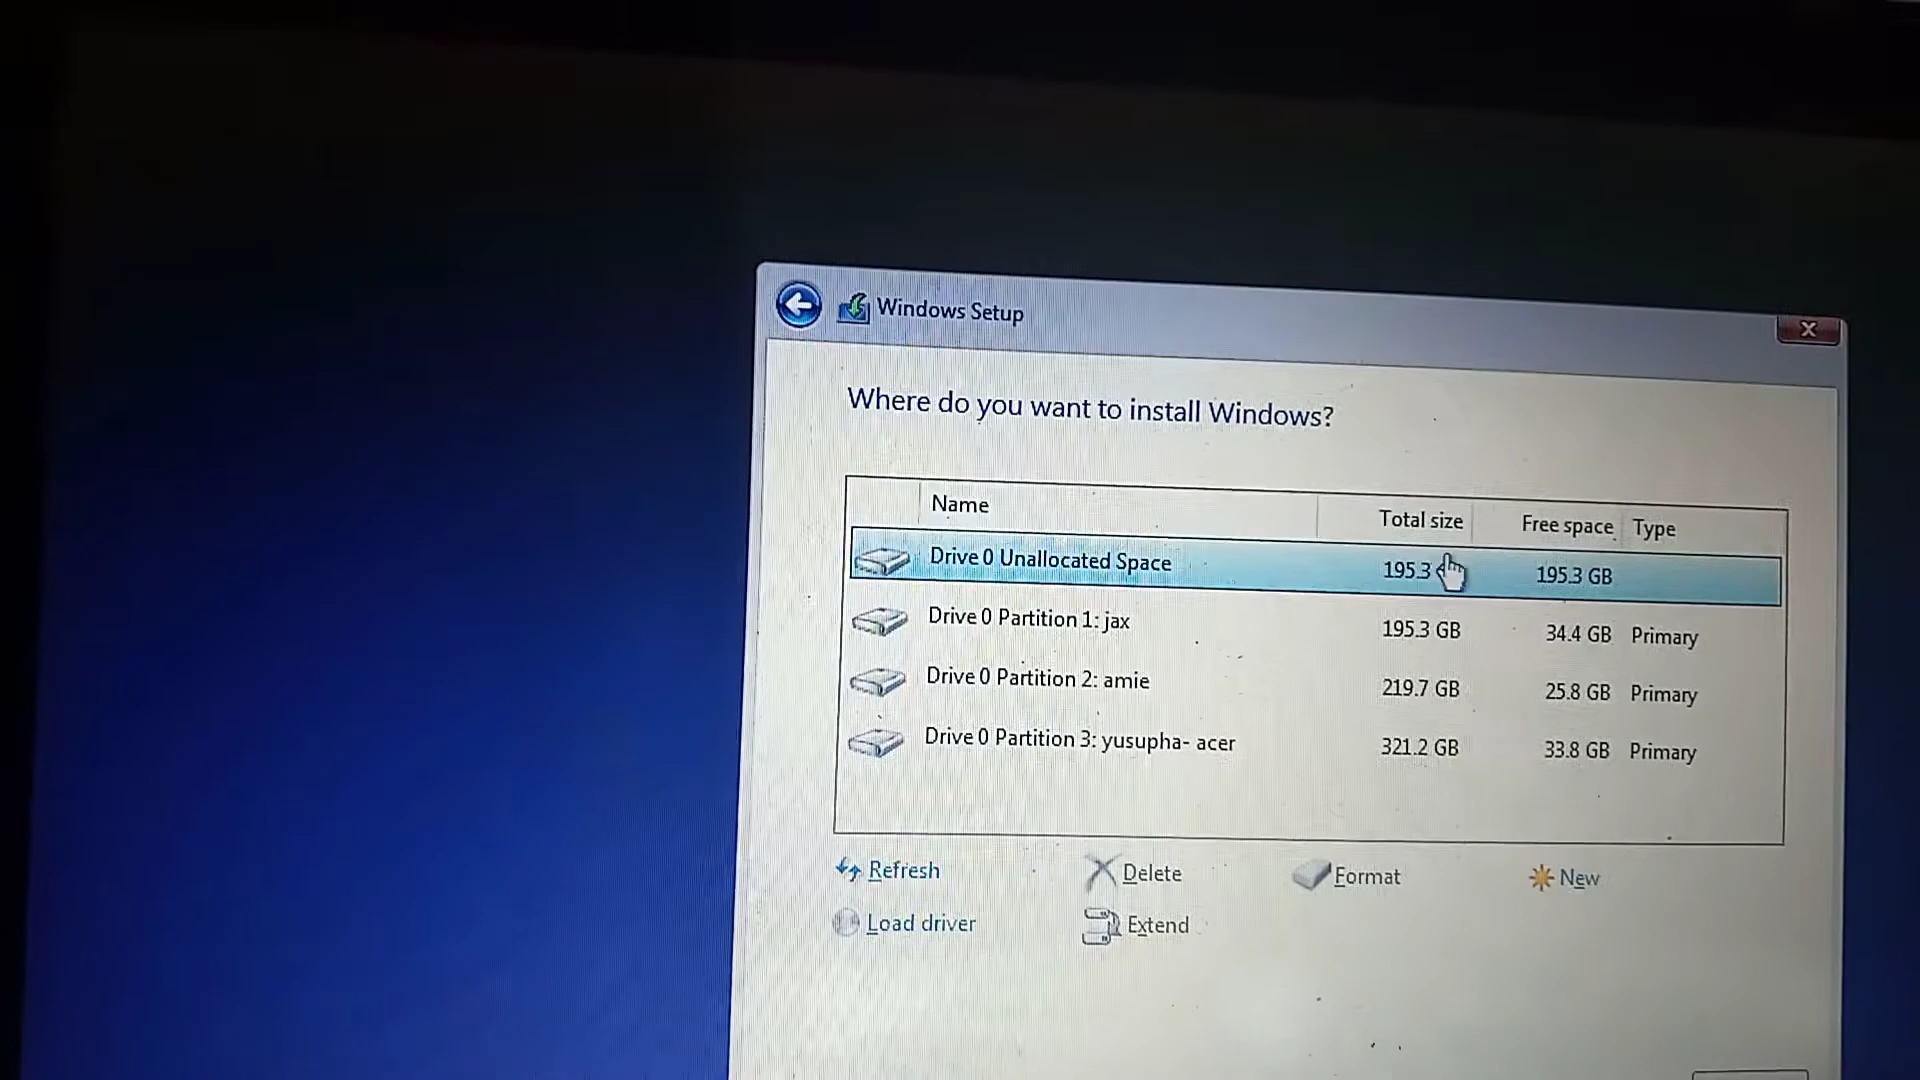 Windows Setup
Where do you want to install Windows?
Name Total size Free space Type
Drive 0 Unallocated Space 195.3 195.3 GB
Drive 0 Partition 1: jax 195.3 GB 34.4 GB Primary
Drive 0 Partition 2: amie 219.7 GB 25.8 GB Primary
Drive 0 Partition 3: yusupha- acer 321.2 GB 33.8 GB Primary
Refresh Delete Format New
Load driver Extend